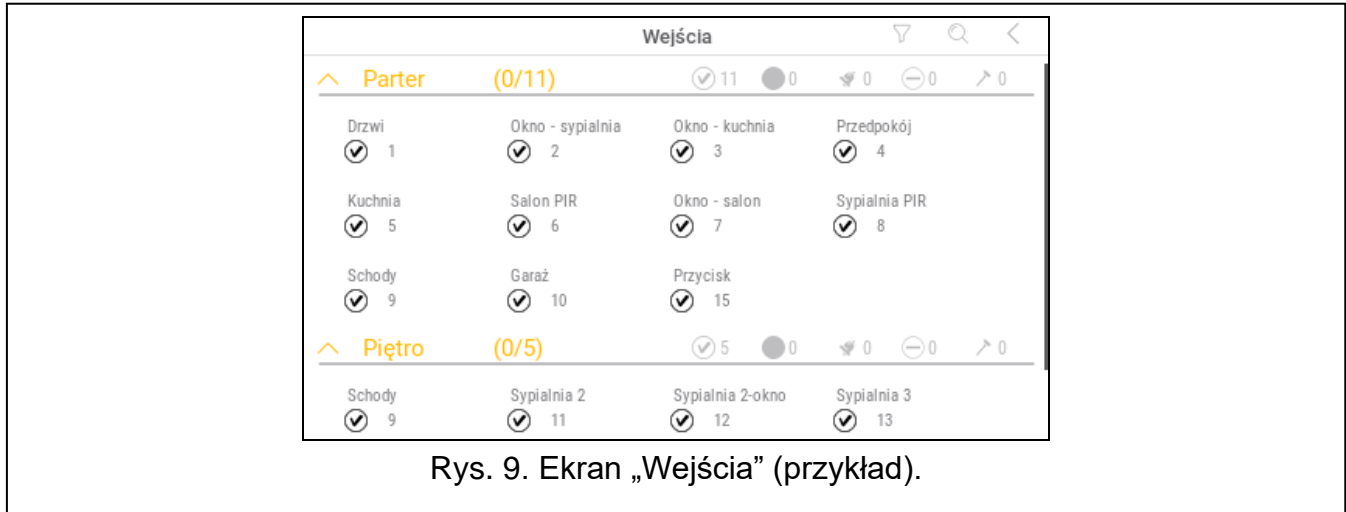 Wejścia
Parter (0/11) 11 0 0 0 0
Drzwi Okno - sypialnia Okno - kuchnia Przedpokój
1 2 3 4
Kuchnia Salon PIR Okno - salon Sypialnia PIR
5 6 7 8
Schody Garaż Przycisk
9 10 15
Piętro (0/5) 5 0 0 0 0
Schody Sypialnia 2 Sypialnia 2-okno Sypialnia 3
9 11 12 13
Rys. 9. Ekran „Wejścia” (przykład).